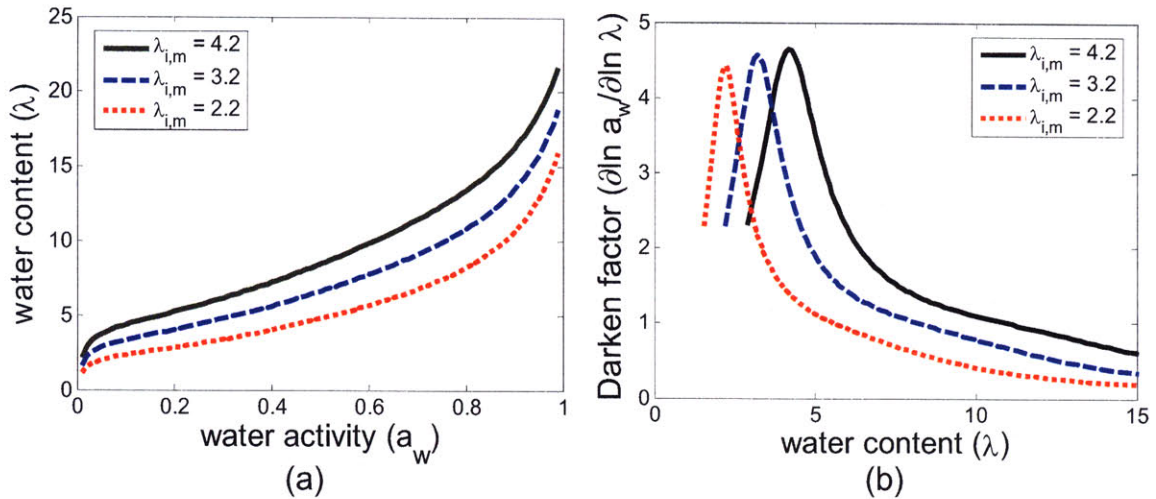 25
20
15
10
5
0
water content (λ)
λi,m = 4.2
λi,m = 3.2
λi,m = 2.2
0
0.2
0.4
0.6
0.8
1
water activity (aw)
(a)
5
4
3
2
1
0
Darken factor (∂ln aw/∂ln λ)
λi,m = 4.2
λi,m = 3.2
λi,m = 2.2
0
5
10
15
water content (λ)
(b)